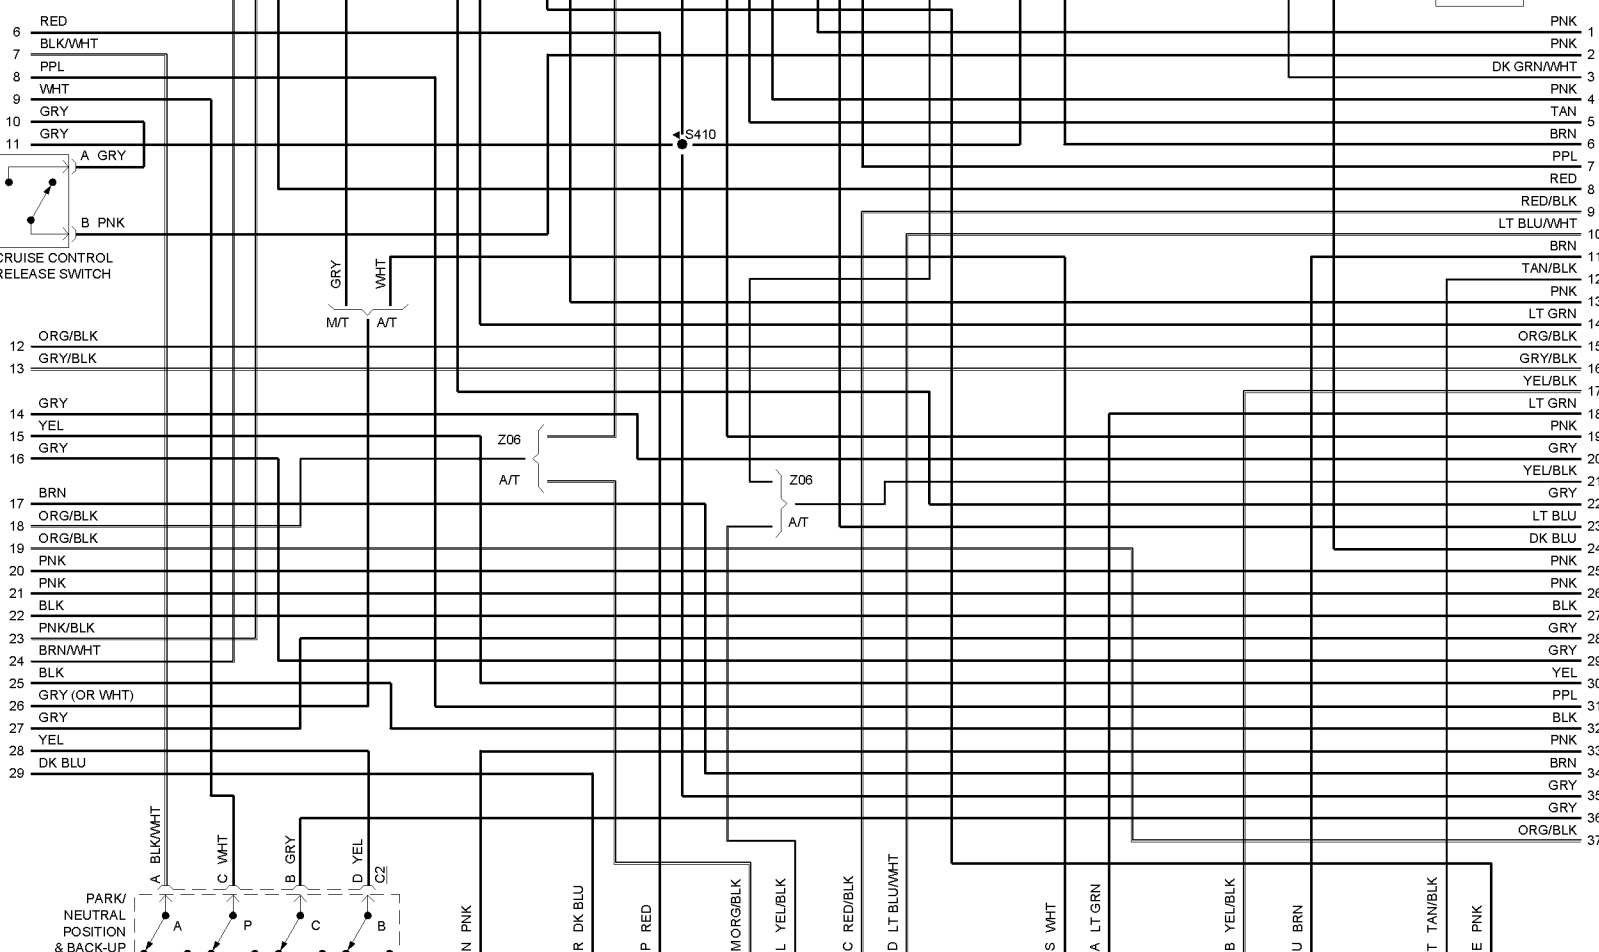 6 RED
7 BLK/WHT
8 PPL
9 WHT
10 GRY
11 GRY
A GRY
B PNK
CRUISE CONTROL
RELEASE SWITCH
GRY
WHT
M/T A/T
12 ORG/BLK
13 GRY/BLK
14 GRY
15 YEL
16 GRY
17 BRN
18 ORG/BLK
19 ORG/BLK
20 PNK
21 PNK
22 BLK
23 PNK/BLK
24 BRN/WHT
25 BLK
26 GRY (OR WHT)
27 GRY
28 YEL
29 DK BLU
S410
Z06
A/T
Z06
A/T
PNK 1
PNK 2
DK GRN/WHT 3
PNK 4
TAN 5
BRN 6
PPL 7
RED 8
RED/BLK 9
LT BLU/WHT 10
BRN 11
TAN/BLK 12
PNK 13
LT GRN 14
ORG/BLK 15
GRY/BLK 16
YEL/BLK 17
LT GRN 18
PNK 19
GRY 20
YEL/BLK 21
GRY 22
LT BLU 23
DK BLU 24
PNK 25
PNK 26
BLK 27
GRY 28
GRY 29
YEL 30
PPL 31
BLK 32
PNK 33
BRN 34
GRY 35
GRY 36
ORG/BLK 37
A BLK/WHT
C WHT
B GRY
D YEL
C2
PARK/
NEUTRAL
POSITION
& BACK-UP
A
P
C
B
N PNK
R DK BLU
P RED
M ORG/BLK
L YEL/BLK
C RED/BLK
D LT BLU/WHT
S WHT
A LT GRN
B YEL/BLK
U BRN
T TAN/BLK
E PNK